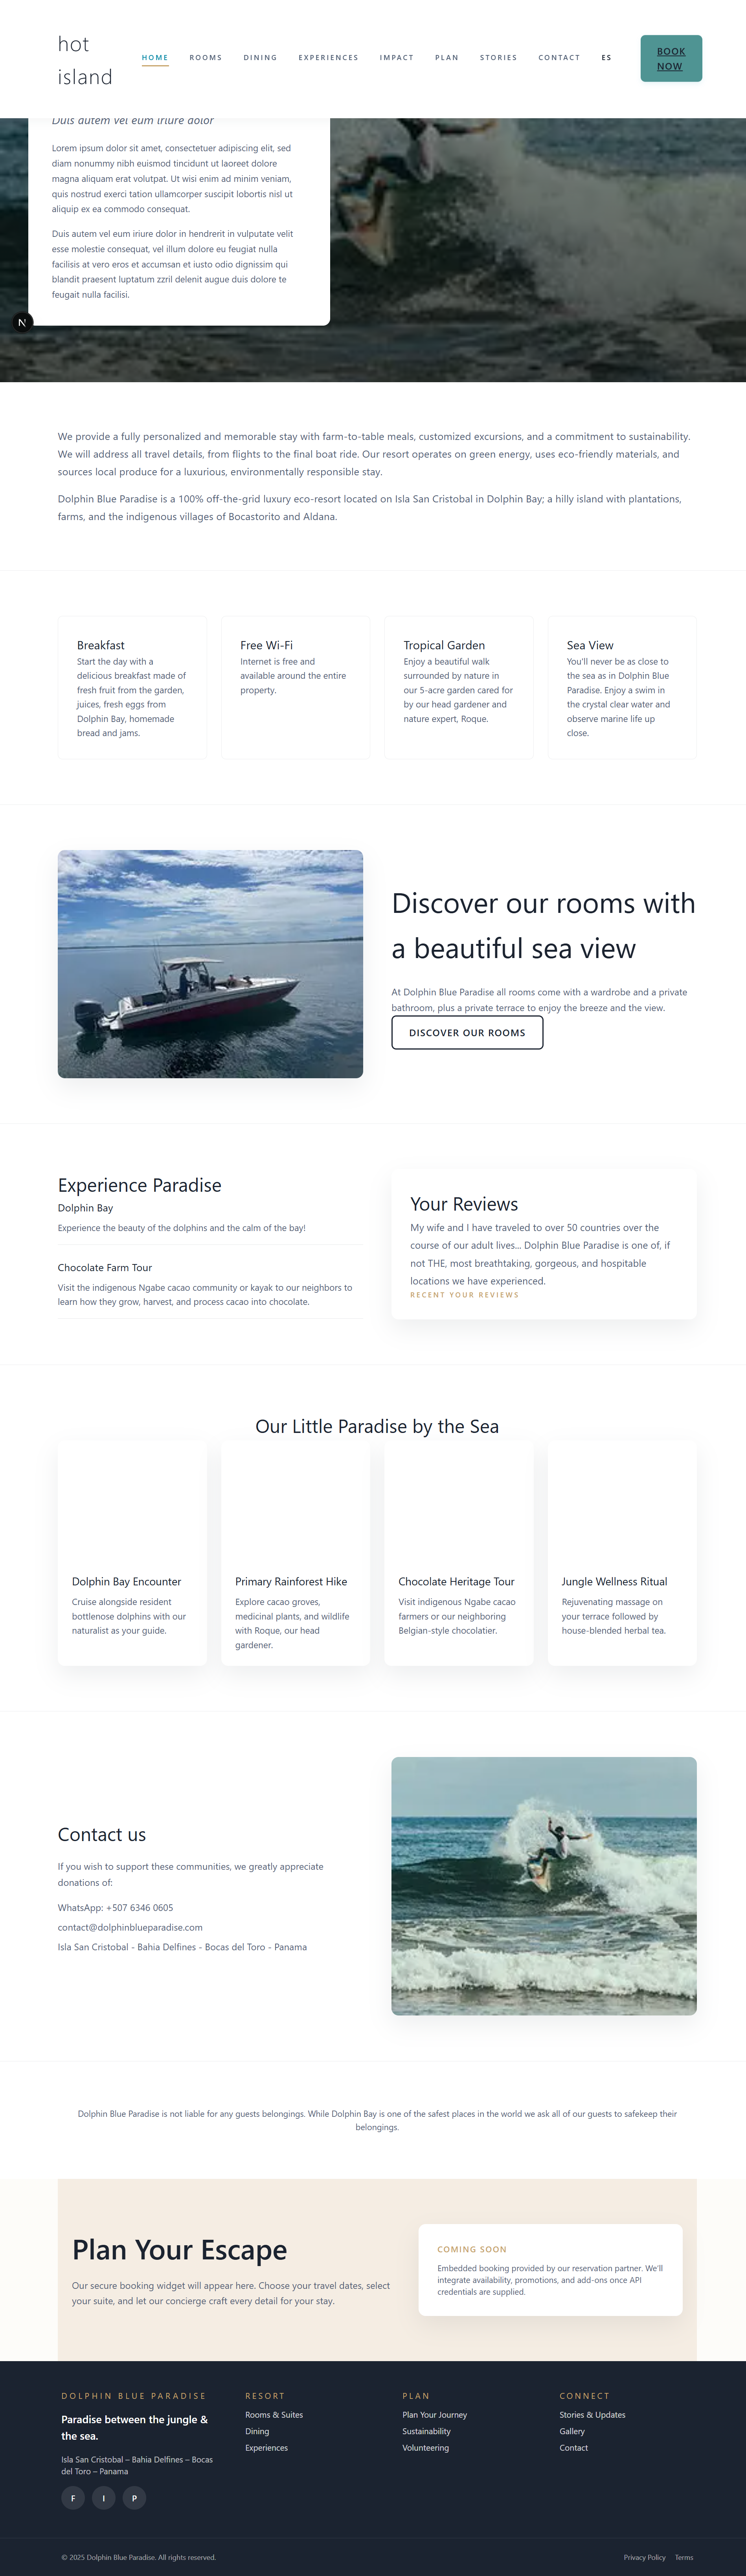 hot
island
HOME ROOMS DINING EXPERIENCES IMPACT PLAN STORIES CONTACT ES
BOOK
NOW
Duis autem vel eum iriure dolor
Lorem ipsum dolor sit amet, consectetuer adipiscing elit, sed
diam nonummy nibh euismod tincidunt ut laoreet dolore
magna aliquam erat volutpat. Ut wisi enim ad minim veniam,
quis nostrud exerci tation ullamcorper suscipit lobortis nisl ut
aliquip ex ea commodo consequat.
Duis autem vel eum iriure dolor in hendrerit in vulputate velit
esse molestie consequat, vel illum dolore eu feugiat nulla
facilisis at vero eros et accumsan et iusto odio dignissim qui
blandit praesent luptatum zzril delenit augue duis dolore te
feugait nulla facilisi.
N
We provide a fully personalized and memorable stay with farm-to-table meals, customized excursions, and a commitment to sustainability.
We will address all travel details, from flights to the final boat ride. Our resort operates on green energy, uses eco-friendly materials, and
sources local produce for a luxurious, environmentally responsible stay.
Dolphin Blue Paradise is a 100% off-the-grid luxury eco-resort located on Isla San Cristobal in Dolphin Bay; a hilly island with plantations,
farms, and the indigenous villages of Bocastorito and Aldana.
Breakfast
Start the day with a
delicious breakfast made of
fresh fruit from the garden,
juices, fresh eggs from
Dolphin Bay, homemade
bread and jams.
Free Wi-Fi
Internet is free and
available around the entire
property.
Tropical Garden
Enjoy a beautiful walk
surrounded by nature in
our 5-acre garden cared for
by our head gardener and
nature expert, Roque.
Sea View
You'll never be as close to
the sea as in Dolphin Blue
Paradise. Enjoy a swim in
the crystal clear water and
observe marine life up
close.
Discover our rooms with
a beautiful sea view
At Dolphin Blue Paradise all rooms come with a wardrobe and a private
bathroom, plus a private terrace to enjoy the breeze and the view.
DISCOVER OUR ROOMS
Experience Paradise
Dolphin Bay
Experience the beauty of the dolphins and the calm of the bay!
Chocolate Farm Tour
Visit the indigenous Ngabe cacao community or kayak to our neighbors to
learn how they grow, harvest, and process cacao into chocolate.
Your Reviews
My wife and I have traveled to over 50 countries over the
course of our adult lives... Dolphin Blue Paradise is one of, if
not THE, most breathtaking, gorgeous, and hospitable
locations we have experienced.
RECENT YOUR REVIEWS
Our Little Paradise by the Sea
Dolphin Bay Encounter
Cruise alongside resident
bottlenose dolphins with our
naturalist as your guide.
Primary Rainforest Hike
Explore cacao groves,
medicinal plants, and wildlife
with Roque, our head
gardener.
Chocolate Heritage Tour
Visit indigenous Ngabe cacao
farmers or our neighboring
Belgian-style chocolatier.
Jungle Wellness Ritual
Rejuvenating massage on
your terrace followed by
house-blended herbal tea.
Contact us
If you wish to support these communities, we greatly appreciate
donations of:
WhatsApp: +507 6346 0605
contact@dolphinblueparadise.com
Isla San Cristobal - Bahia Delfines - Bocas del Toro - Panama
Dolphin Blue Paradise is not liable for any guests belongings. While Dolphin Bay is one of the safest places in the world we ask all of our guests to safekeep their
belongings.
Plan Your Escape
Our secure booking widget will appear here. Choose your travel dates, select
your suite, and let our concierge craft every detail for your stay.
COMING SOON
Embedded booking provided by our reservation partner. We'll
integrate availability, promotions, and add-ons once API
credentials are supplied.
DOLPHIN BLUE PARADISE
Paradise between the jungle &
the sea.
Isla San Cristobal – Bahia Delfines – Bocas
del Toro – Panama
F I P
RESORT
Rooms & Suites
Dining
Experiences
PLAN
Plan Your Journey
Sustainability
Volunteering
CONNECT
Stories & Updates
Gallery
Contact
© 2025 Dolphin Blue Paradise. All rights reserved.
Privacy Policy Terms